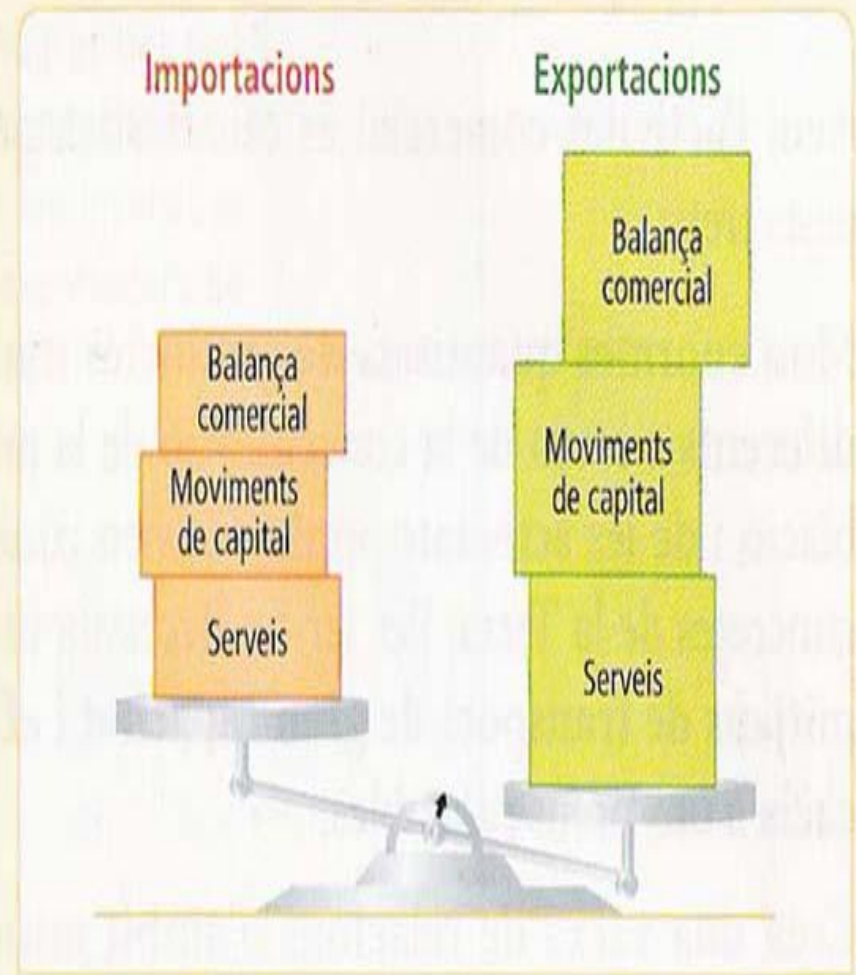 Importacions
Exportacions
Balança
comercial
Moviments
de capital
Serveis
Balança
comercial
Moviments
de capital
Serveis